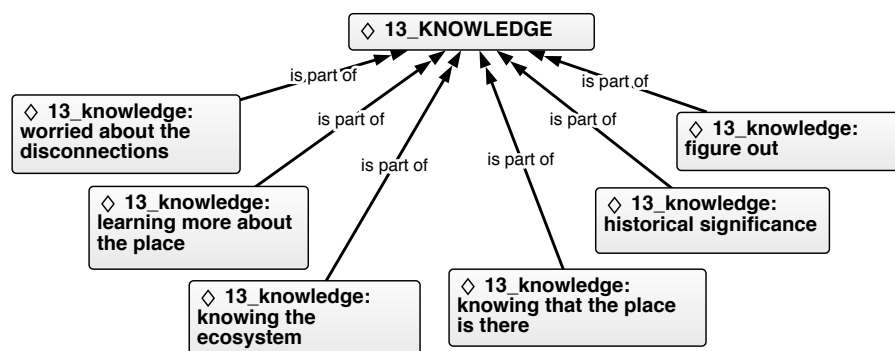 ◇ 13_KNOWLEDGE
is part of
is part of
◇ 13_knowledge:
worried about the
disconnections
is part of
is part of
◇ 13_knowledge:
figure out
is part of
is part of
◇ 13_knowledge:
learning more about
the place
◇ 13_knowledge:
historical significance
◇ 13_knowledge:
knowing the
ecosystem
◇ 13_knowledge:
knowing that the place
is there